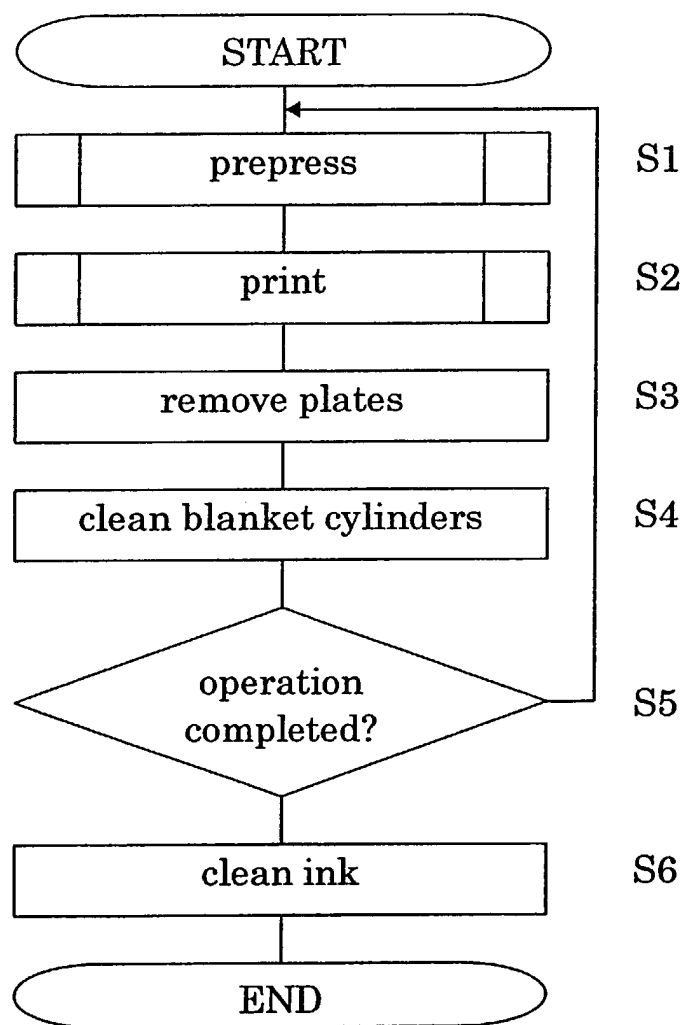 START
prepress S1
print S2
remove plates S3
clean blanket cylinders S4
operation
completed?
S5
clean ink S6
END